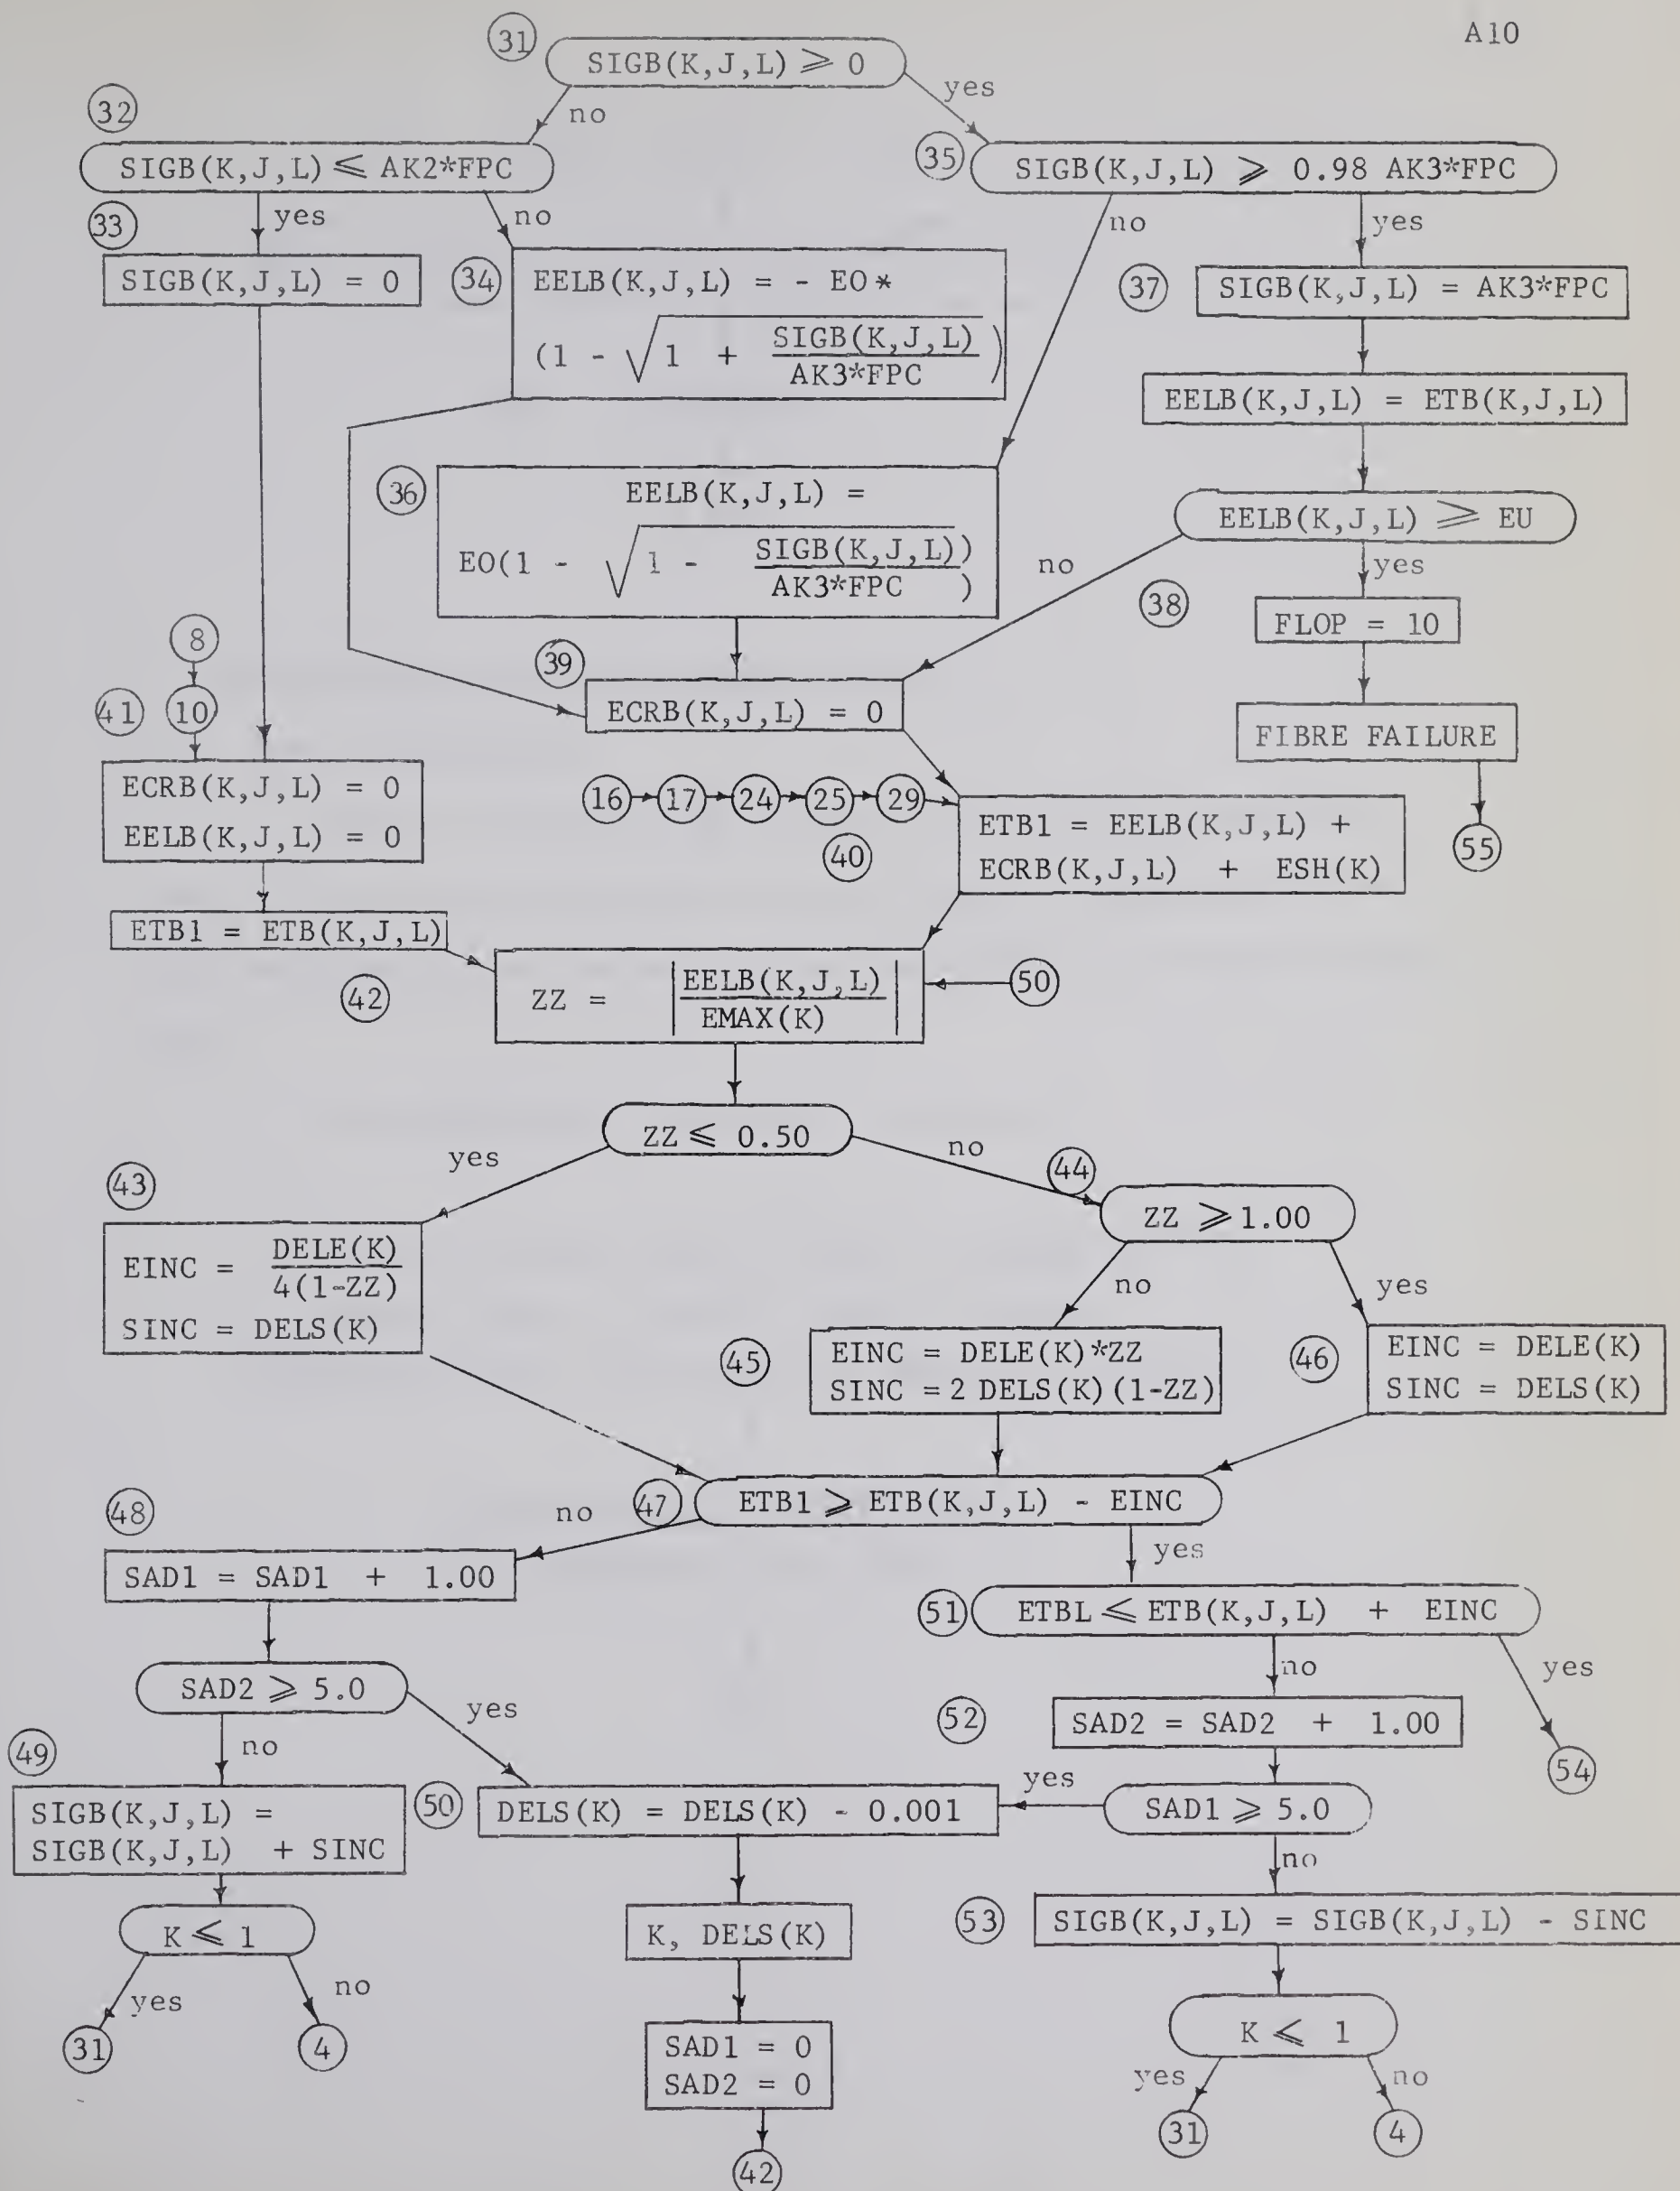 A10
31
SIGB(K,J,L) ⩾ 0
no
yes
32
SIGB(K,J,L) ⩽ AK2*FPC
35
SIGB(K,J,L) ⩾ 0.98 AK3*FPC
33
yes
no
no
yes
SIGB(K,J,L) = 0
34
EELB(K,J,L) = - EO*
(1 - √1 + SIGB(K,J,L)
AK3*FPC )
37
SIGB(K,J,L) = AK3*FPC
EELB(K,J,L) = ETB(K,J,L)
36
EELB(K,J,L) =
EO(1 - √1 - SIGB(K,J,L))
AK3*FPC )
EELB(K,J,L) ⩾ EU
no
yes
38
FLOP = 10
8
39
41
10
ECRB(K,J,L) = 0
FIBRE FAILURE
ECRB(K,J,L) = 0
EELB(K,J,L) = 0
16 17 24 25 29
40
ETB1 = EELB(K,J,L) +
ECRB(K,J,L) + ESH(K)
55
ETB1 = ETB(K,J,L)
42
ZZ = |EELB(K,J,L)
EMAX(K)|
50
ZZ ⩽ 0.50
yes
no
43
44
ZZ ⩾ 1.00
EINC = DELE(K)
4(1-ZZ)
SINC = DELS(K)
no
yes
45
EINC = DELE(K)*ZZ
SINC = 2 DELS(K)(1-ZZ)
46
EINC = DELE(K)
SINC = DELS(K)
47
ETB1 ⩾ ETB(K,J,L) - EINC
48
no
yes
SAD1 = SAD1 + 1.00
51
ETBL ⩽ ETB(K,J,L) + EINC
SAD2 ⩾ 5.0
no
yes
yes
52
SAD2 = SAD2 + 1.00
49
no
54
SIGB(K,J,L) =
SIGB(K,J,L) + SINC
50
DELS(K) = DELS(K) - 0.001
yes
SAD1 ⩾ 5.0
no
K ⩽ 1
K, DELS(K)
53
SIGB(K,J,L) = SIGB(K,J,L) - SINC
yes
no
31
4
SAD1 = 0
SAD2 = 0
K ⩽ 1
yes
no
31
4
42